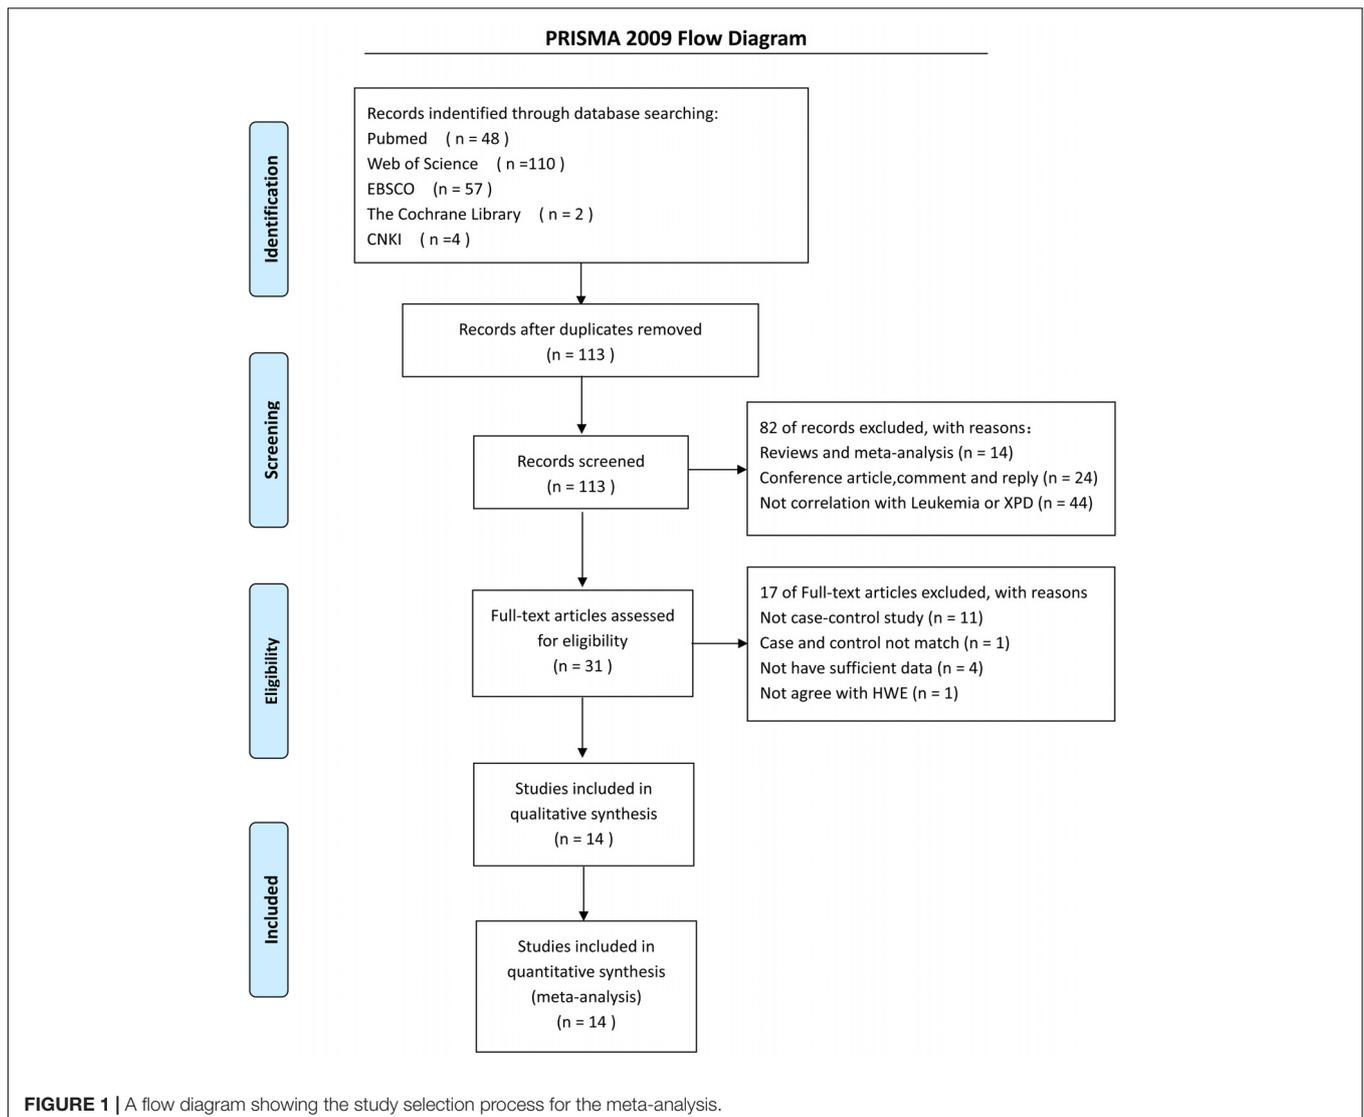 PRISMA 2009 Flow Diagram
Identification
Records indentified through database searching:
Pubmed ( n = 48 )
Web of Science ( n =110 )
EBSCO (n = 57 )
The Cochrane Library ( n = 2 )
CNKI ( n =4 )
Records after duplicates removed
(n = 113 )
Screening
Records screened
(n = 113 )
82 of records excluded, with reasons:
Reviews and meta-analysis (n = 14)
Conference article,comment and reply (n = 24)
Not correlation with Leukemia or XPD (n = 44)
Eligibility
Full-text articles assessed
for eligibility
(n = 31 )
17 of Full-text articles excluded, with reasons
Not case-control study (n = 11)
Case and control not match (n = 1)
Not have sufficient data (n = 4)
Not agree with HWE (n = 1)
Included
Studies included in
qualitative synthesis
(n = 14 )
Studies included in
quantitative synthesis
(meta-analysis)
(n = 14 )
FIGURE 1 | A flow diagram showing the study selection process for the meta-analysis.